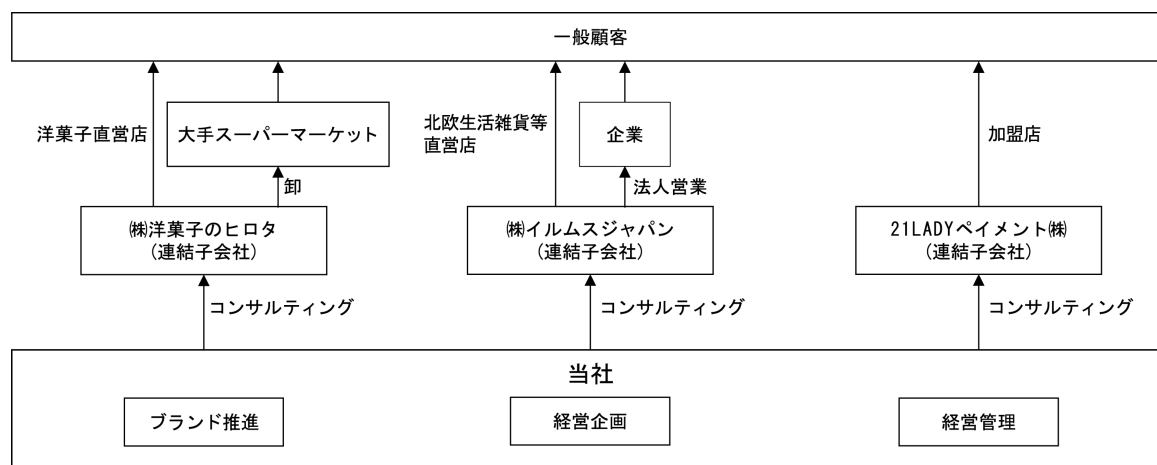 一般顧客
洋菓子直営店
大手スーパーマーケット
北欧生活雑貨等
直営店
企業
加盟店
卸
法人営業
㈱洋菓子のヒロタ
(連結子会社)
㈱イルムスジャパン
(連結子会社)
21LADYペイメント㈱
(連結子会社)
コンサルティング
コンサルティング
コンサルティング
当社
ブランド推進
経営企画
経営管理